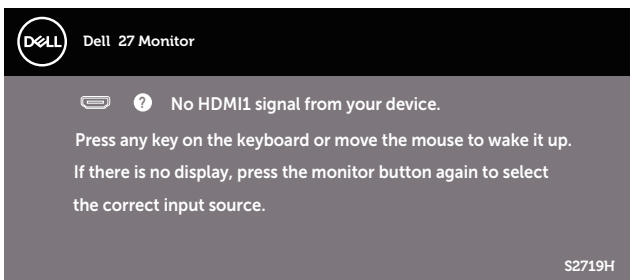 DELL
Dell 27 Monitor
? No HDMI1 signal from your device.
Press any key on the keyboard or move the mouse to wake it up.
If there is no display, press the monitor button again to select
the correct input source.
S2719H